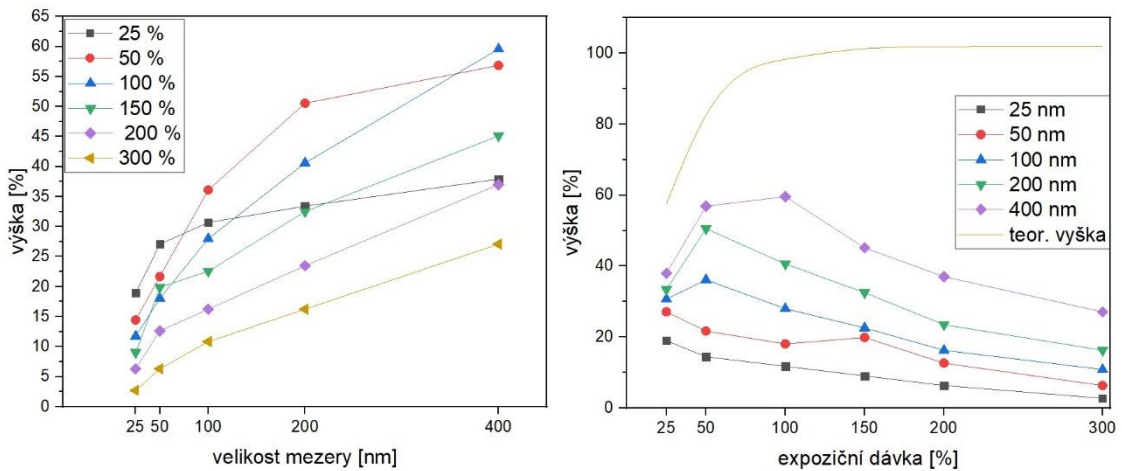 65
60
55
50
45
40
35
30
25
20
15
10
5
0
výška [%]
25 %
50 %
100 %
150 %
200 %
300 %
25 50 100 200 400
velikost mezery [nm]
100
80
60
40
20
0
výška [%]
25 nm
50 nm
100 nm
200 nm
400 nm
teor. vyška
25 50 100 150 200 300
expoziční dávka [%]